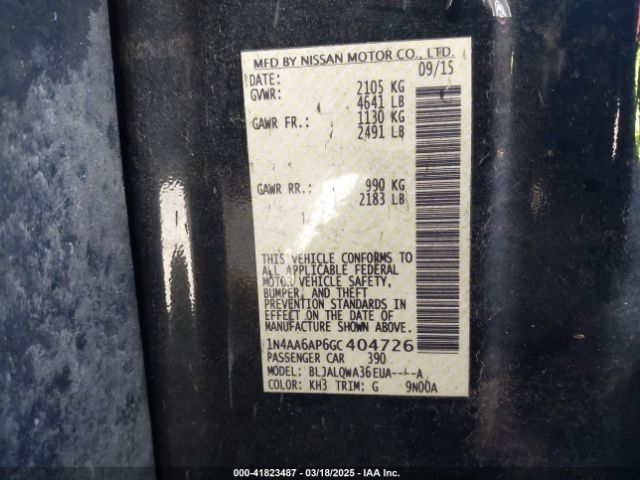 MFD BY NISSAN MOTOR CO., LTD.
DATE: 09/15
GVWR: 2105 KG
4641 LB
GAWR FR.: 1130 KG
2491 LB
GAWR RR.: 990 KG
2183 LB
THIS VEHICLE CONFORMS TO
ALL APPLICABLE FEDERAL
MOTOR VEHICLE SAFETY,
BUMPER, AND THEFT
PREVENTION STANDARDS IN
EFFECT ON THE DATE OF
MANUFACTURE SHOWN ABOVE.
1N4AA6AP6GC404726
PASSENGER CAR 390
MODEL: BLJALQWA36EUA----A
COLOR: KH3 TRIM: G 9N00A
000-41823487 - 03/18/2025 - IAA Inc.